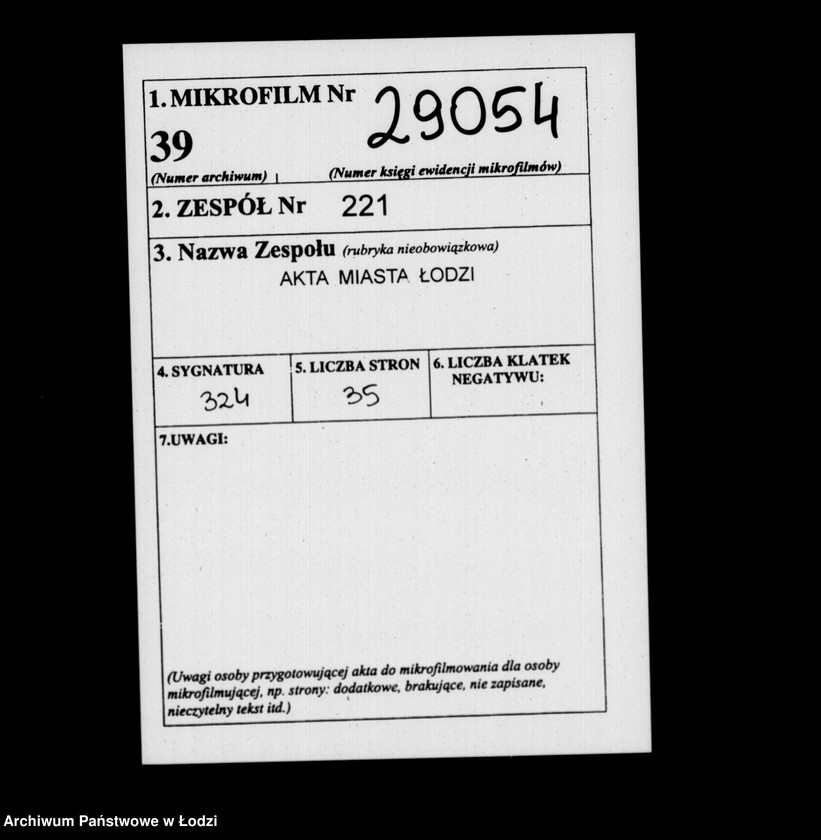 1. MIKROFILM Nr 29054
39
(Numer archiwum) (Numer księgi ewidencji mikrofilmów)
2. ZESPÓŁ Nr 221
3. Nazwa Zespołu (rubryka nieobowiązkowa)
AKTA MIASTA ŁODZI
4. SYGNATURA
324
5. LICZBA STRON
35
6. LICZBA KLATEK
NEGATYWU:
7.UWAGI:
(Uwagi osoby przygotowującej akta do mikrofilmowania dla osoby
mikrofilmującej, np. strony: dodatkowe, brakujące, nie zapisane,
nieczytelny tekst itd.)
Archiwum Państwowe w Łodzi